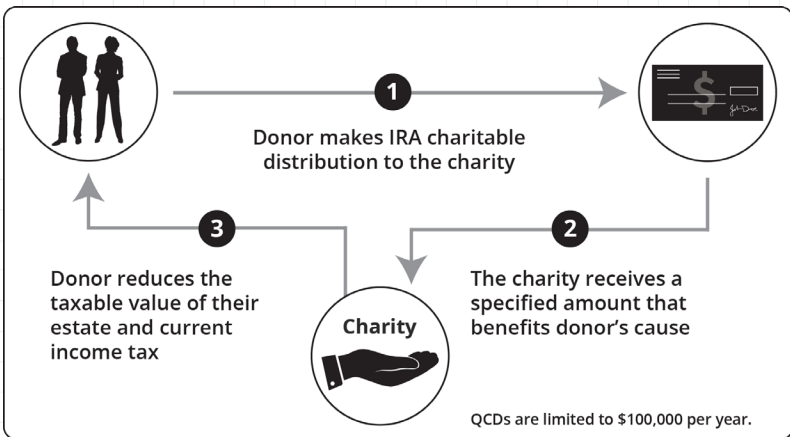 1
Donor makes IRA charitable
distribution to the charity
$
3
2
Donor reduces the
taxable value of their
estate and current
income tax
The charity receives a
specified amount that
benefits donor's cause
Charity
QCDs are limited to $100,000 per year.